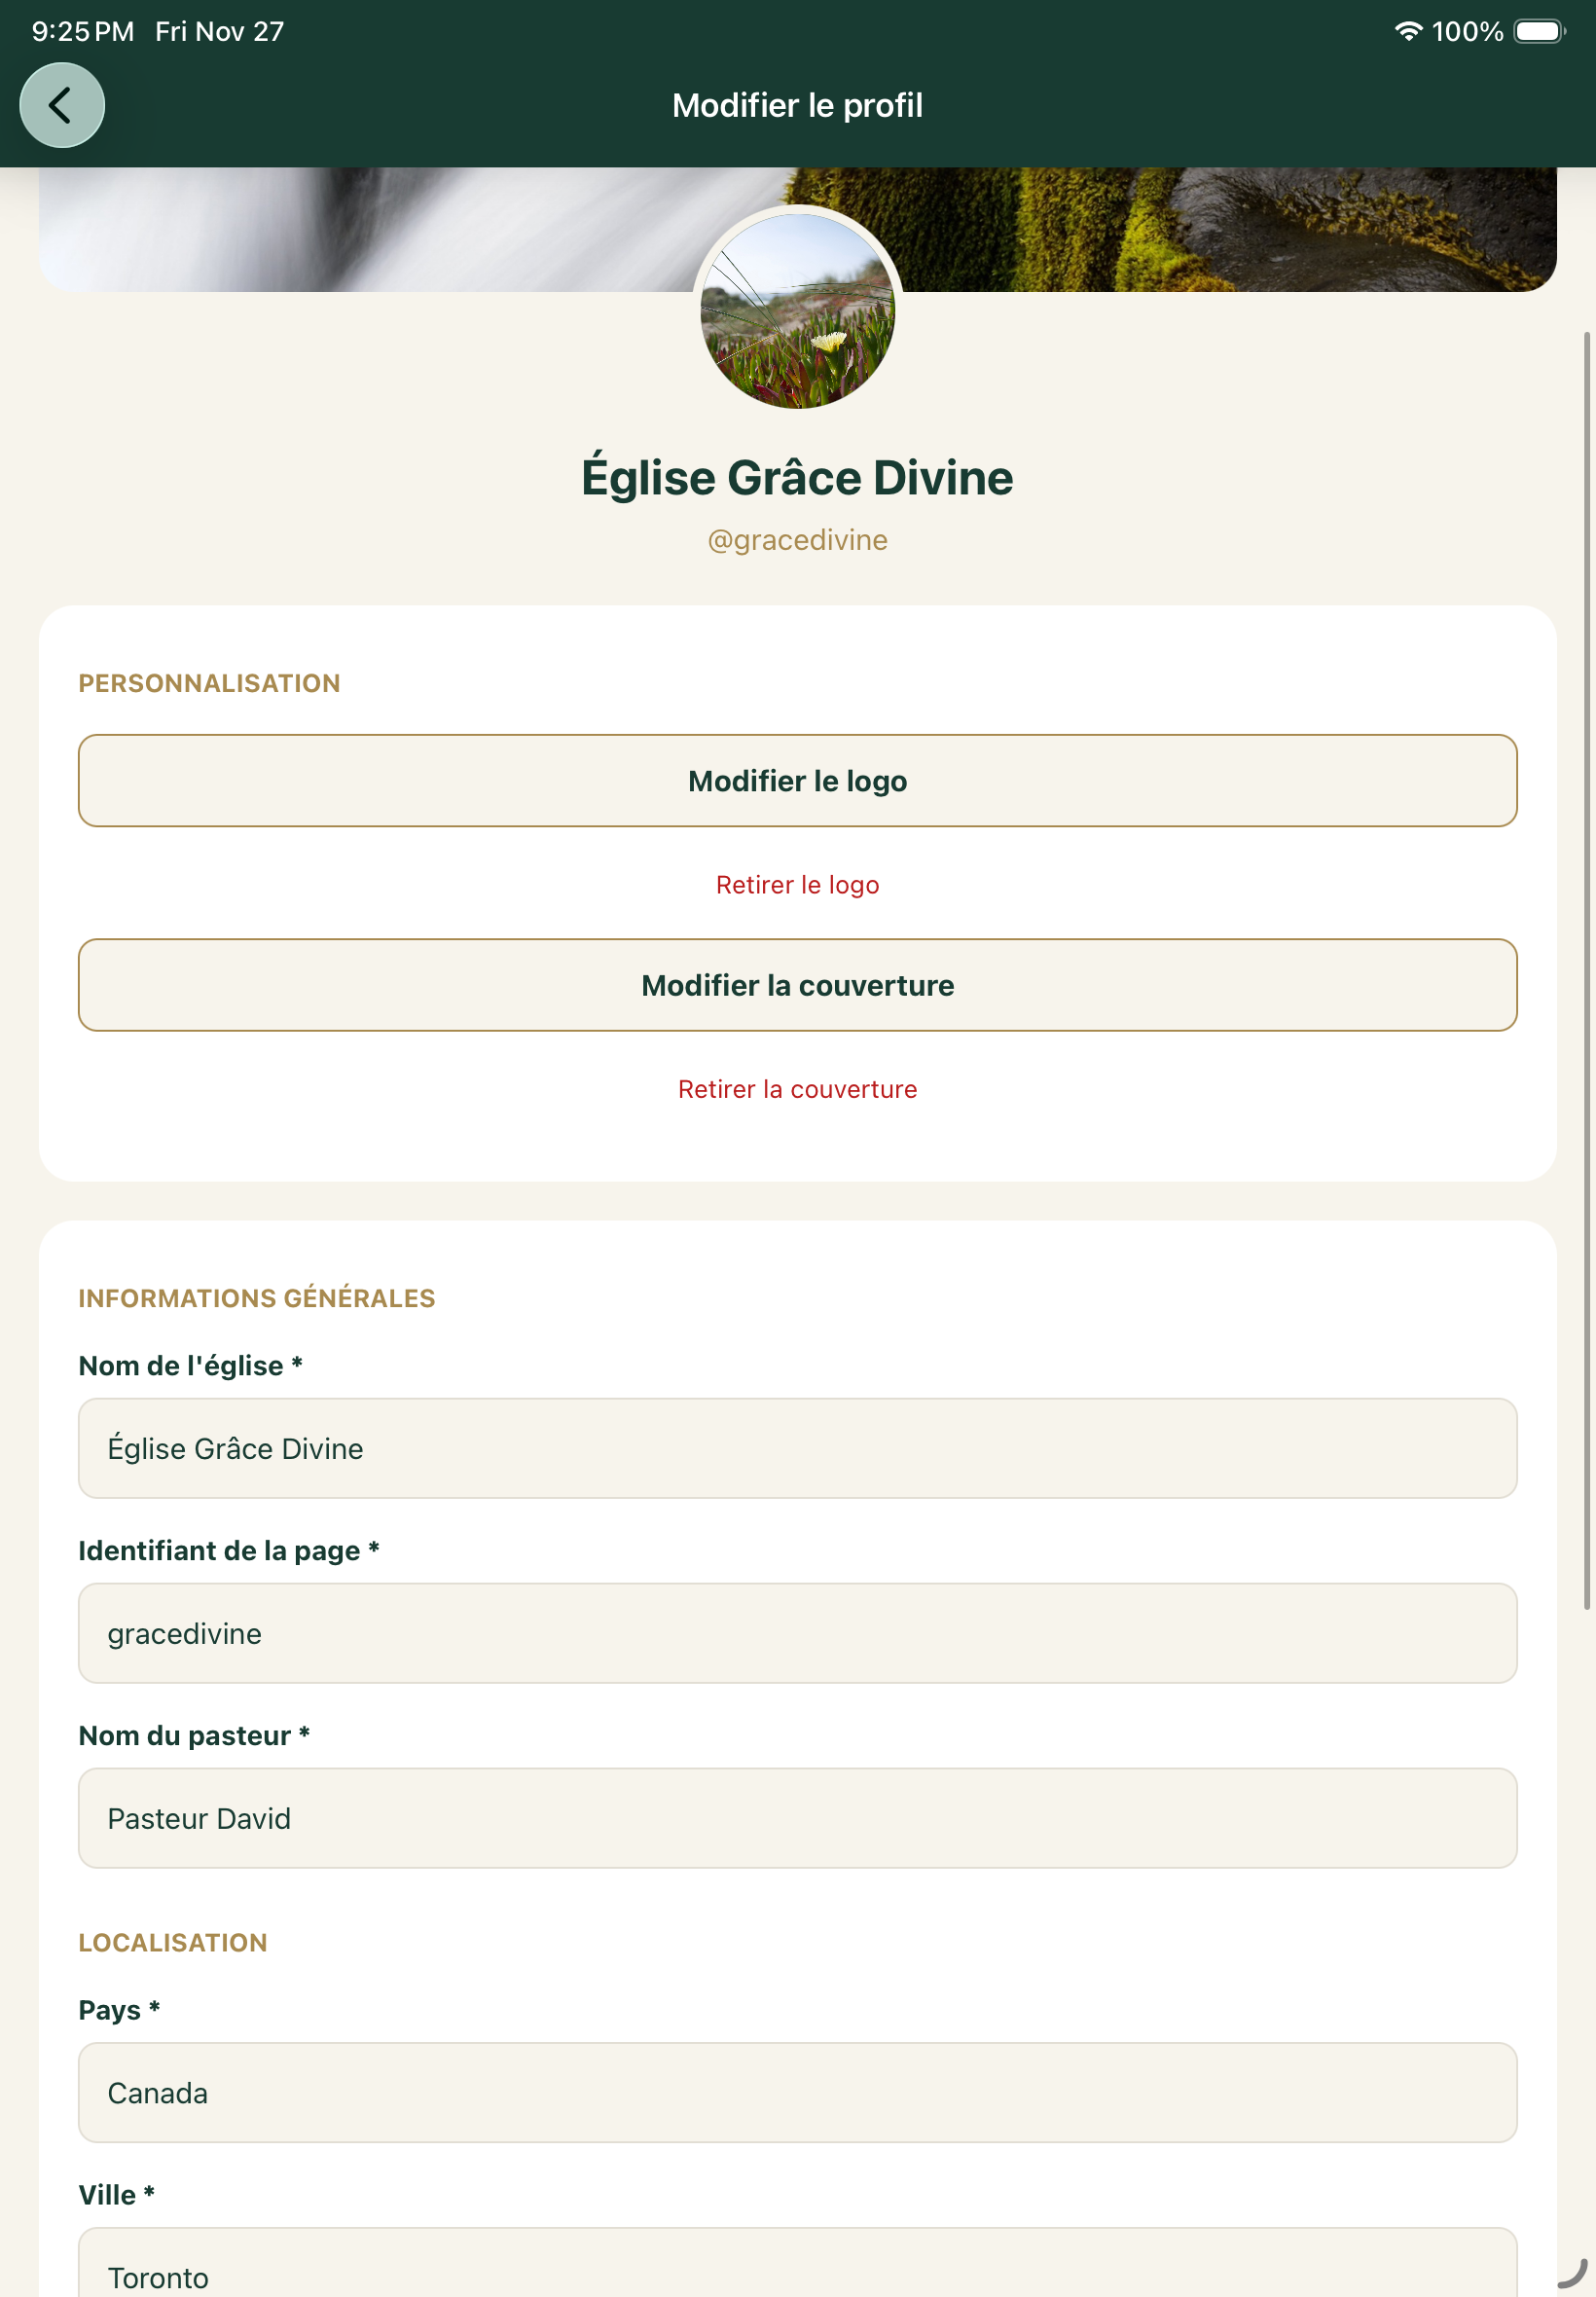 9:25 PM Fri Nov 27
100%
Modifier le profil
Église Grâce Divine
@gracedivine
PERSONNALISATION
Modifier le logo
Retirer le logo
Modifier la couverture
Retirer la couverture
INFORMATIONS GÉNÉRALES
Nom de l'église *
Église Grâce Divine
Identifiant de la page *
gracedivine
Nom du pasteur *
Pasteur David
LOCALISATION
Pays *
Canada
Ville *
Toronto